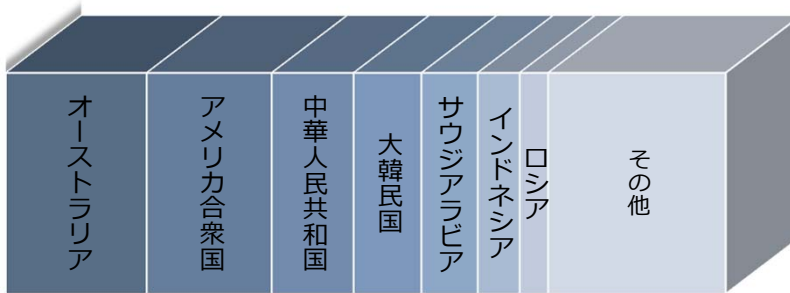 オーストラリア
アメリカ合衆国
中華人民共和国
大韓民国
サウジアラビア
インドネシア
ロシア
その他